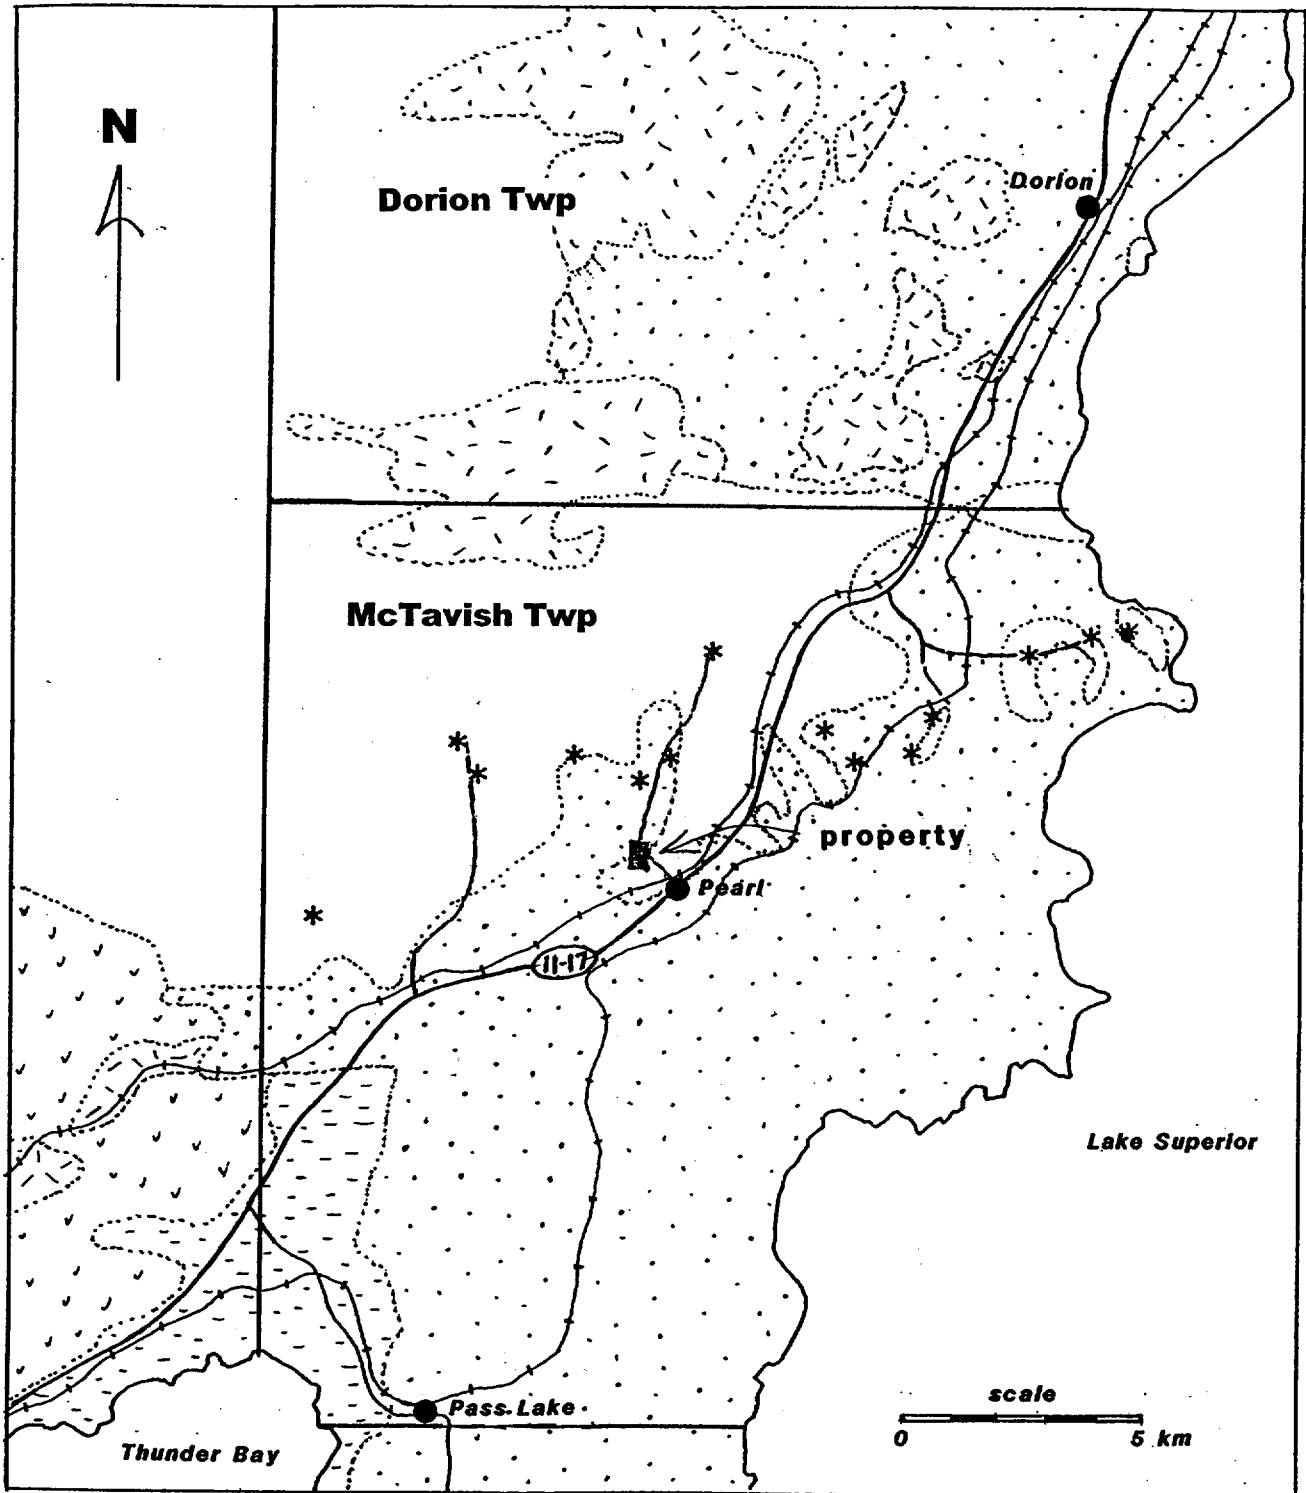 N
Dorion
Dorion Twp
McTavish Twp
property
Pearl
11-17
Lake Superior
scale
0 5 km
Pass Lake
Thunder Bay